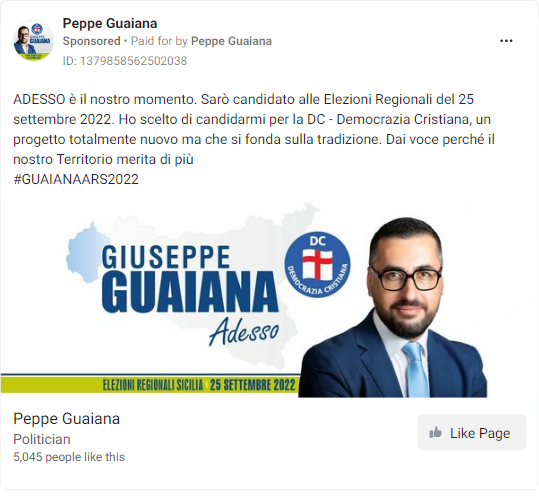 Peppe Guaiana
Sponsored • Paid for by Peppe Guaiana
ID: 1379858562502038
ADESSO è il nostro momento. Sarò candidato alle Elezioni Regionali del 25
settembre 2022. Ho scelto di candidarmi per la DC - Democrazia Cristiana, un
progetto totalmente nuovo ma che si fonda sulla tradizione. Dai voce perché il
nostro Territorio merita di più
#GUAIANAARS2022
GIUSEPPE
GUAIANA
Adesso
DC
DEMOCRAZIA CRISTIANA
ELEZIONI REGIONALI SICILIA | 25 SETTEMBRE 2022
Peppe Guaiana
Politician
5,045 people like this
Like Page